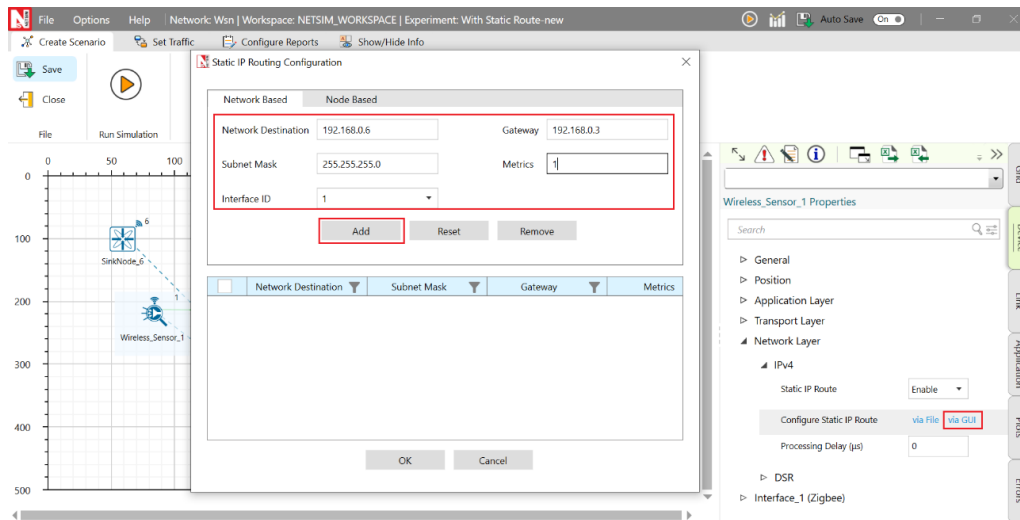 File Options Help Network: Wsn | Workspace: NETSIM_WORKSPACE | Experiment: With Static Route-new Auto Save On
Create Scenario Set Traffic Configure Reports Show/Hide Info
Save
Close
File Run Simulation
Static IP Routing Configuration
Network Based Node Based
Network Destination 192.168.0.6 Gateway 192.168.0.3
Subnet Mask 255.255.255.0 Metrics 1
Interface ID 1
Add Reset Remove
Network Destination Subnet Mask Gateway Metrics
OK Cancel
0 50 100
0
100
200
300
400
500
6
SinkNode_6
1
Wireless_Sensor_1
Wireless_Sensor_1 Properties
Search
General
Position
Application Layer
Transport Layer
Network Layer
IPv4
Static IP Route Enable
Configure Static IP Route via File via GUI
Processing Delay (µs) 0
DSR
Interface_1 (Zigbee)
Link
Application
Plots
Errors